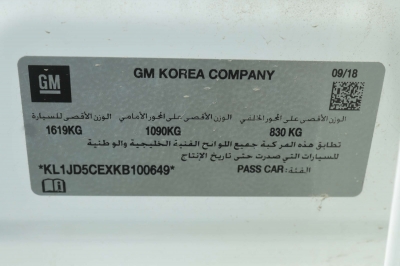 GM
GM KOREA COMPANY
09/18
الوزن الأقصى للسيارة
الوزن الأقصى على المحور الأمامي
الوزن الأقصى على المحور الخلفي
1619KG
1090KG
830 KG
تطابق هذه المركبة جميع اللوائح الفنية الخليجية والوطنية
للسيارات التي صدرت حتى تاريخ الإنتاج
*KL1JD5CEXKB100649*
PASS CAR: الفئة